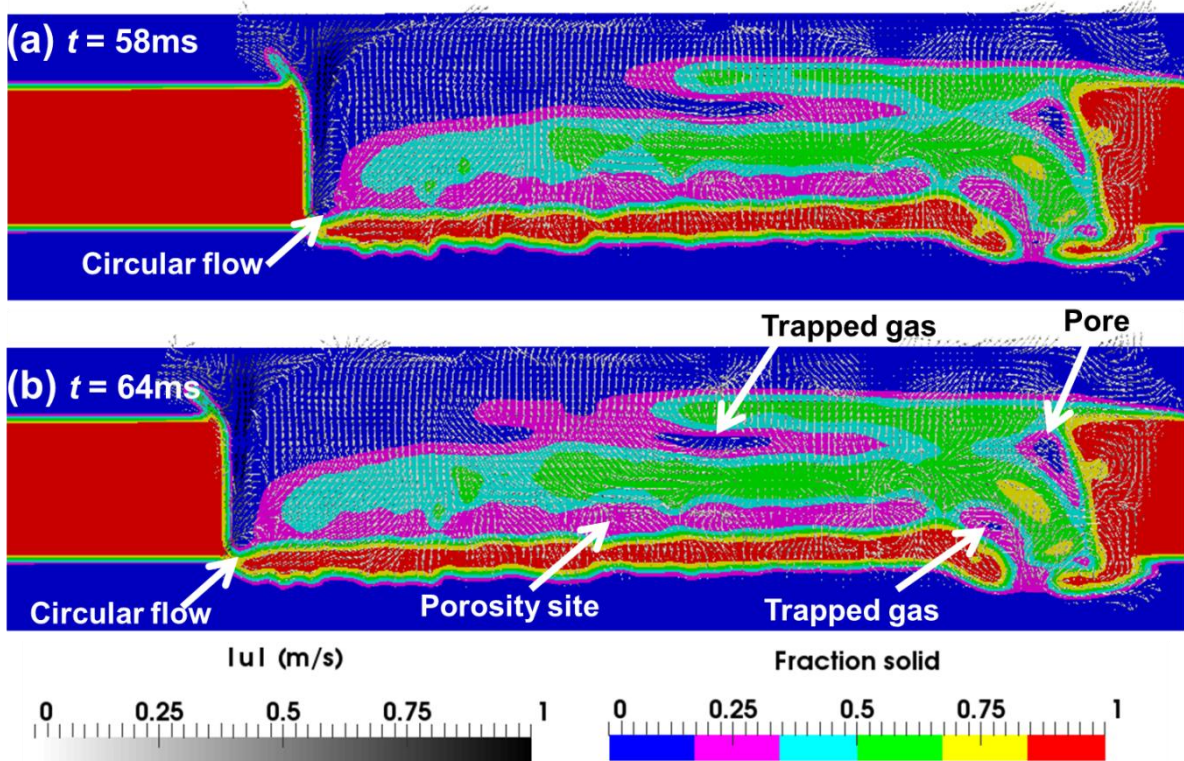 (a) t = 58ms
Circular flow
Trapped gas
Pore
(b) t = 64ms
Circular flow
Porosity site
Trapped gas
|u| (m/s)
Fraction solid
0 0.25 0.5 0.75 1
0 0.25 0.5 0.75 1